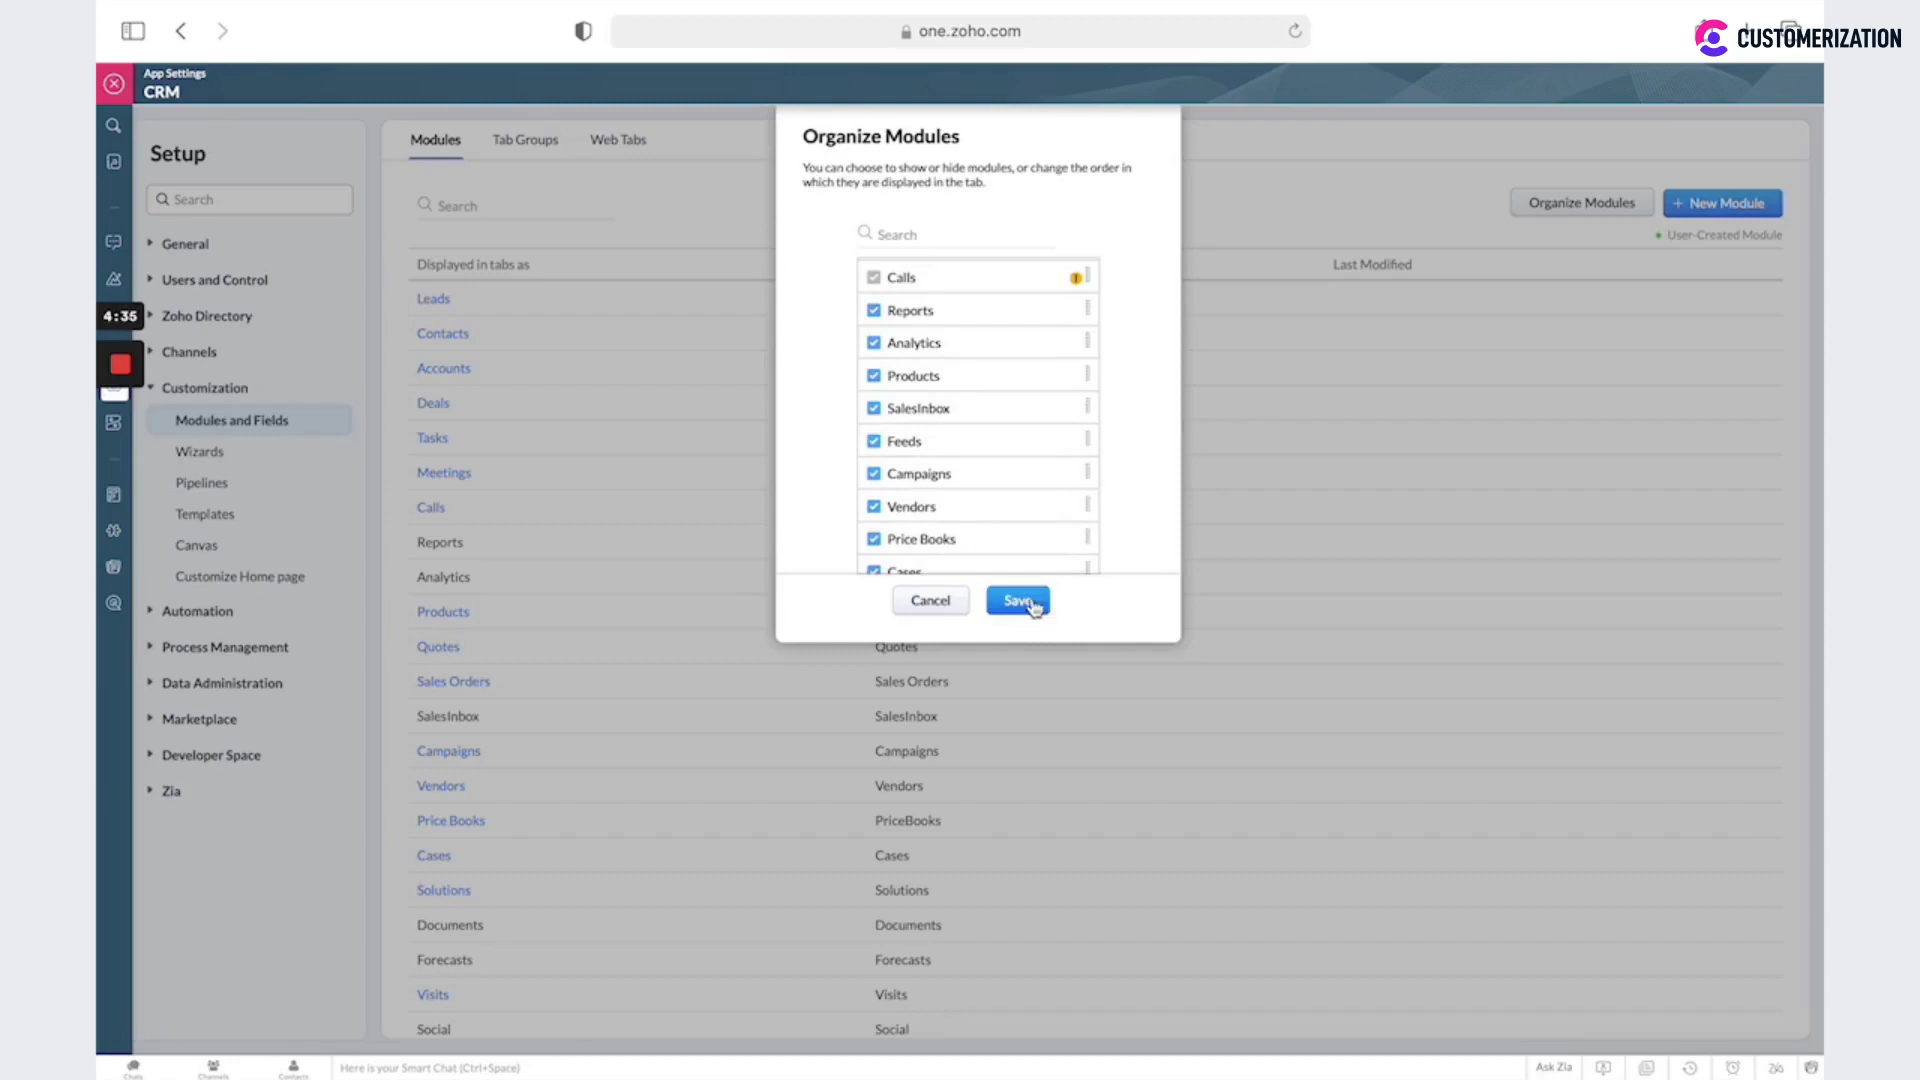 one.zoho.com
CUSTOMERIZATION
App Settings
CRM
Setup
Search
General
Users and Control
Zoho Directory
4:35
Channels
Customization
Modules and Fields
Wizards
Pipelines
Templates
Canvas
Customize Home page
Automation
Process Management
Data Administration
Marketplace
Developer Space
Zia
Modules Tab Groups Web Tabs
Search
Organize Modules + New Module
User-Created Module
Displayed in tabs as Last Modified
Leads
Contacts
Accounts
Deals
Tasks
Meetings
Calls
Reports
Analytics
Products
Quotes Quotes
Sales Orders Sales Orders
SalesInbox SalesInbox
Campaigns Campaigns
Vendors Vendors
Price Books PriceBooks
Cases Cases
Solutions Solutions
Documents Documents
Forecasts Forecasts
Visits Visits
Social Social
Organize Modules
You can choose to show or hide modules, or change the order in
which they are displayed in the tab.
Search
Calls
Reports
Analytics
Products
SalesInbox
Feeds
Campaigns
Vendors
Price Books
Cases
Cancel Save
Chats Channels Contacts Here is your Smart Chat (Ctrl+Space) Ask Zia